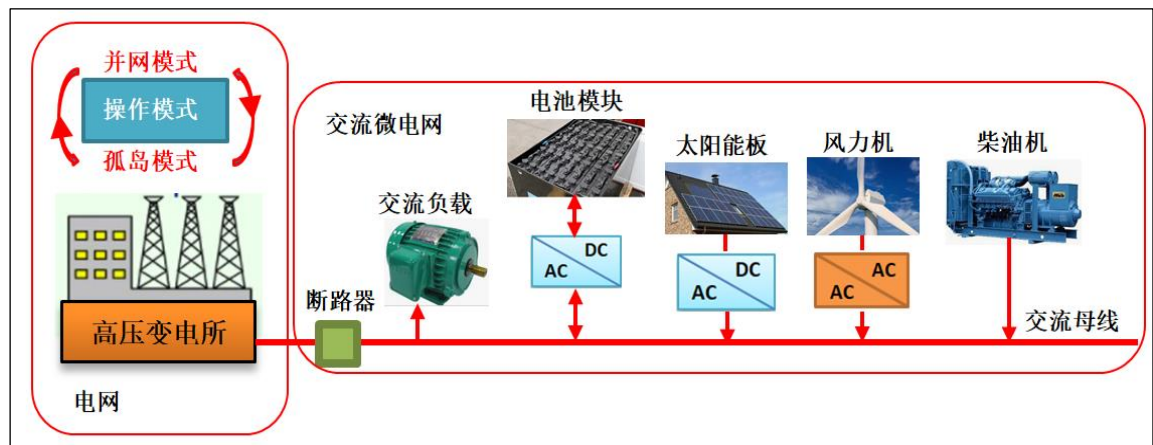 并网模式
操作模式
孤岛模式
高压变电所
电网
交流微电网
断路器
交流负载
电池模块
DC
AC
太阳能板
DC
AC
风力机
AC
AC
柴油机
交流母线